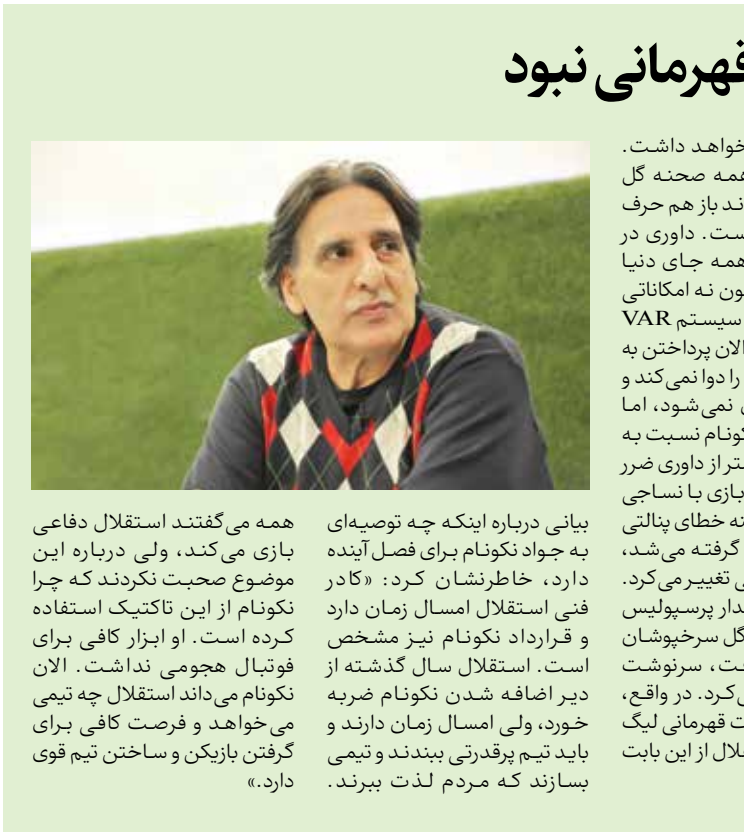 قهرمانی نبود
خواهد داشت.
همه صحنه گل
ند باز هم حرف
ست. داوری در
همه جای دنیا
ون نه امکاناتی
سیستم VAR
الان پرداختن به
را دوا نمی‌کند و
نمی‌شود، اما
کونام نسبت به
تر از داوری ضرر
بازی با نساجی
نه خطای پنالتی
گرفته می‌شد،
ی تغییر می‌کرد.
دار پرسپولیس
گل سرخپوشان
ت، سرنوشت
ی‌کرد. در واقع،
ت قهرمانی لیگ
لال از این بابت
بیانی درباره اینکه چه توصیه‌ای
به جواد نکونام برای فصل آینده
دارد، خاطرنشان کرد: «کادر
فنی استقلال امسال زمان دارد
و قرارداد نکونام نیز مشخص
است. استقلال سال گذشته از
دیر اضافه شدن نکونام ضربه
خورد، ولی امسال زمان دارند و
باید تیم پرقدرتی ببندند و تیمی
بسازند که مردم لذت ببرند.
همه می‌گفتند استقلال دفاعی
بازی می‌کند، ولی درباره این
موضوع صحبت نکردند که چرا
نکونام از این تاکتیک استفاده
کرده است. او ابزار کافی برای
فوتبال هجومی نداشت. الان
نکونام می‌داند استقلال چه تیمی
می‌خواهد و فرصت کافی برای
گرفتن بازیکن و ساختن تیم قوی
دارد.»